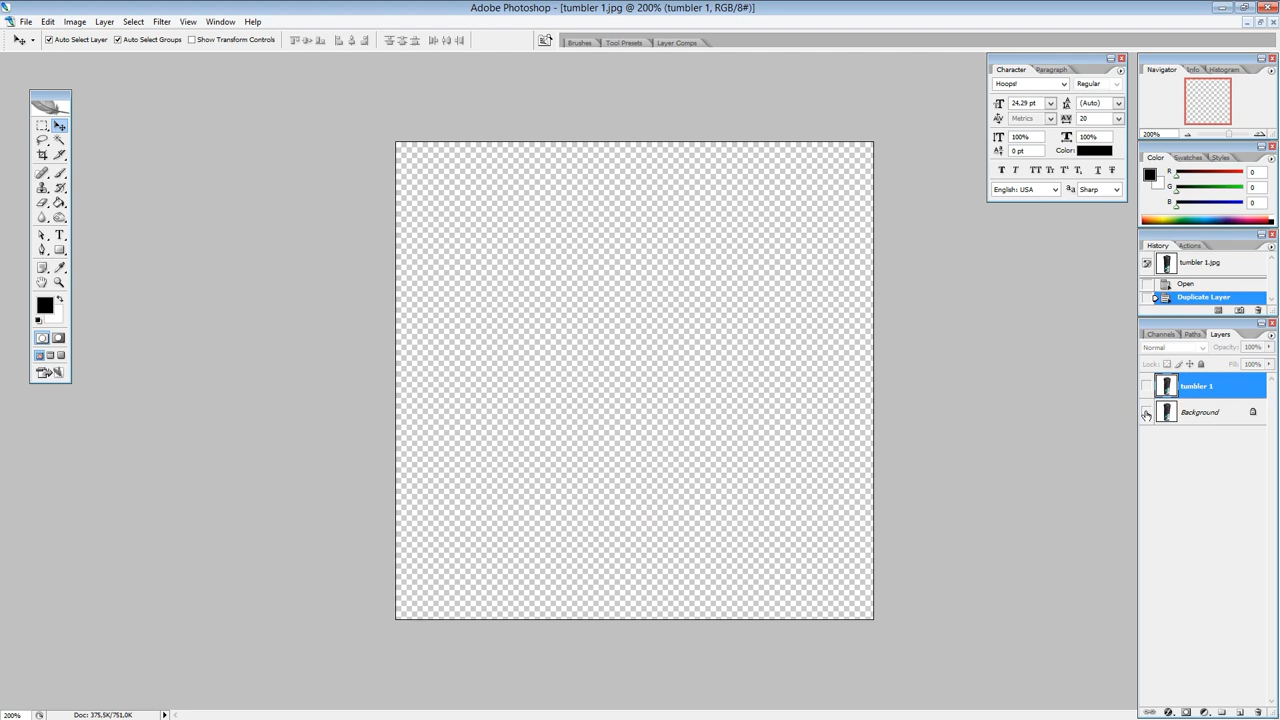 Adobe Photoshop - [tumbler 1.jpg @ 200% (tumbler 1, RGB/8#)]
File Edit Image Layer Select Filter View Window Help
Auto Select Layer Auto Select Groups Show Transform Controls Brushes Tool Presets Layer Comps
Character Paragraph
Hoops! Regular
24,29 pt (Auto)
Metrics 20
100% 100%
0 pt Color:
English: USA aa Sharp
Navigator Info Histogram
200%
Color Swatches Styles
R 0
G 0
B 0
History Actions
tumbler 1.jpg
Open
Duplicate Layer
Channels Paths Layers
Normal Opacity: 100%
Lock: Fill: 100%
tumbler 1
Background
200% Doc: 375,5K/751,0K